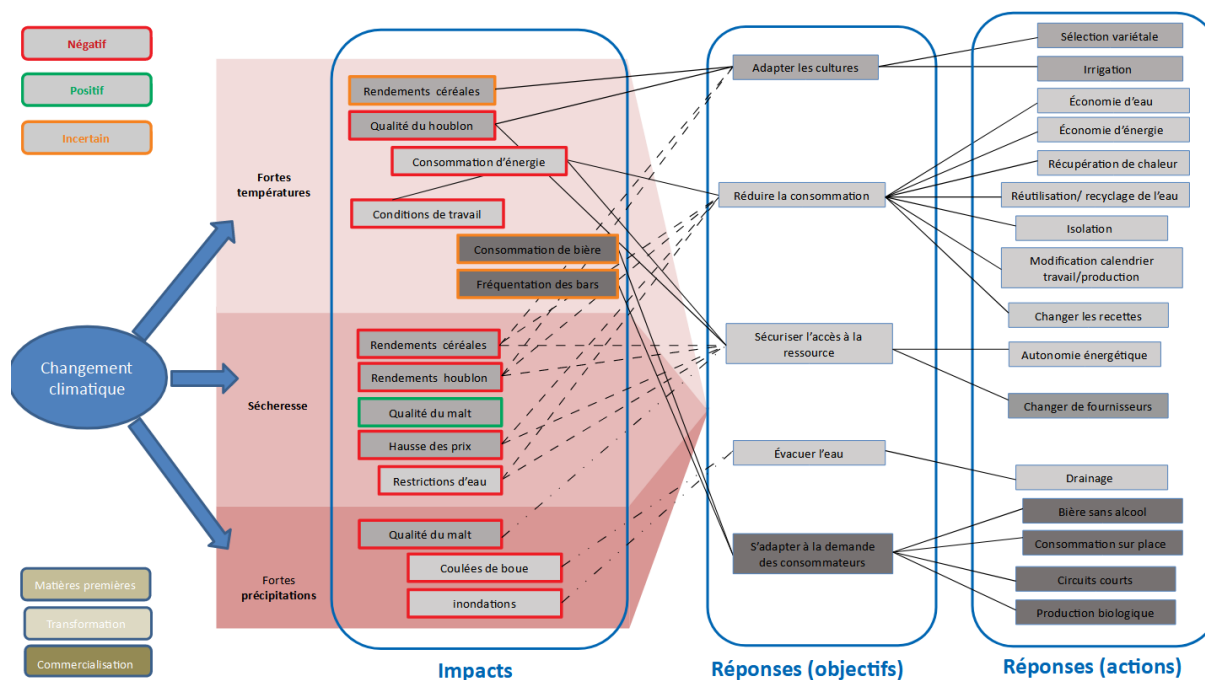 Négatif
Positif
Incertain
Changement
climatique
Matières premières
Transformation
Commercialisation
Fortes
températures
Rendements céréales
Qualité du houblon
Consommation d'énergie
Conditions de travail
Consommation de bière
Fréquentation des bars
Sécheresse
Rendements céréales
Rendements houblon
Qualité du malt
Hausse des prix
Restrictions d'eau
Fortes
précipitations
Qualité du malt
Coulées de boue
inondations
Impacts
Adapter les cultures
Réduire la consommation
Sécuriser l'accès à la
ressource
Évacuer l'eau
S'adapter à la demande
des consommateurs
Réponses (objectifs)
Sélection variétale
Irrigation
Économie d'eau
Économie d'énergie
Récupération de chaleur
Réutilisation/ recyclage de l'eau
Isolation
Modification calendrier
travail/production
Changer les recettes
Autonomie énergétique
Changer de fournisseurs
Drainage
Bière sans alcool
Consommation sur place
Circuits courts
Production biologique
Réponses (actions)